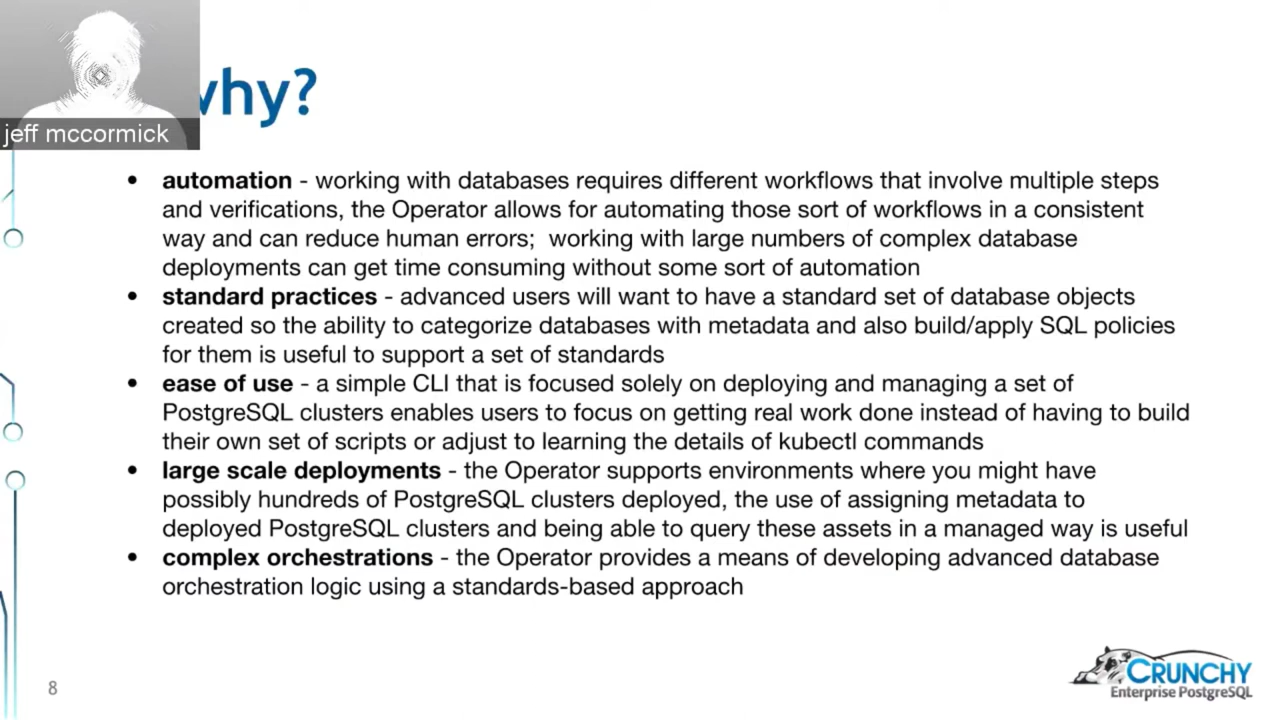 why?
jeff mccormick
• automation - working with databases requires different workflows that involve multiple steps
and verifications, the Operator allows for automating those sort of workflows in a consistent
way and can reduce human errors;  working with large numbers of complex database
deployments can get time consuming without some sort of automation
• standard practices - advanced users will want to have a standard set of database objects
created so the ability to categorize databases with metadata and also build/apply SQL policies
for them is useful to support a set of standards
• ease of use - a simple CLI that is focused solely on deploying and managing a set of
PostgreSQL clusters enables users to focus on getting real work done instead of having to build
their own set of scripts or adjust to learning the details of kubectl commands
• large scale deployments - the Operator supports environments where you might have
possibly hundreds of PostgreSQL clusters deployed, the use of assigning metadata to
deployed PostgreSQL clusters and being able to query these assets in a managed way is useful
• complex orchestrations - the Operator provides a means of developing advanced database
orchestration logic using a standards-based approach
8
CRUNCHY
Enterprise PostgreSQL